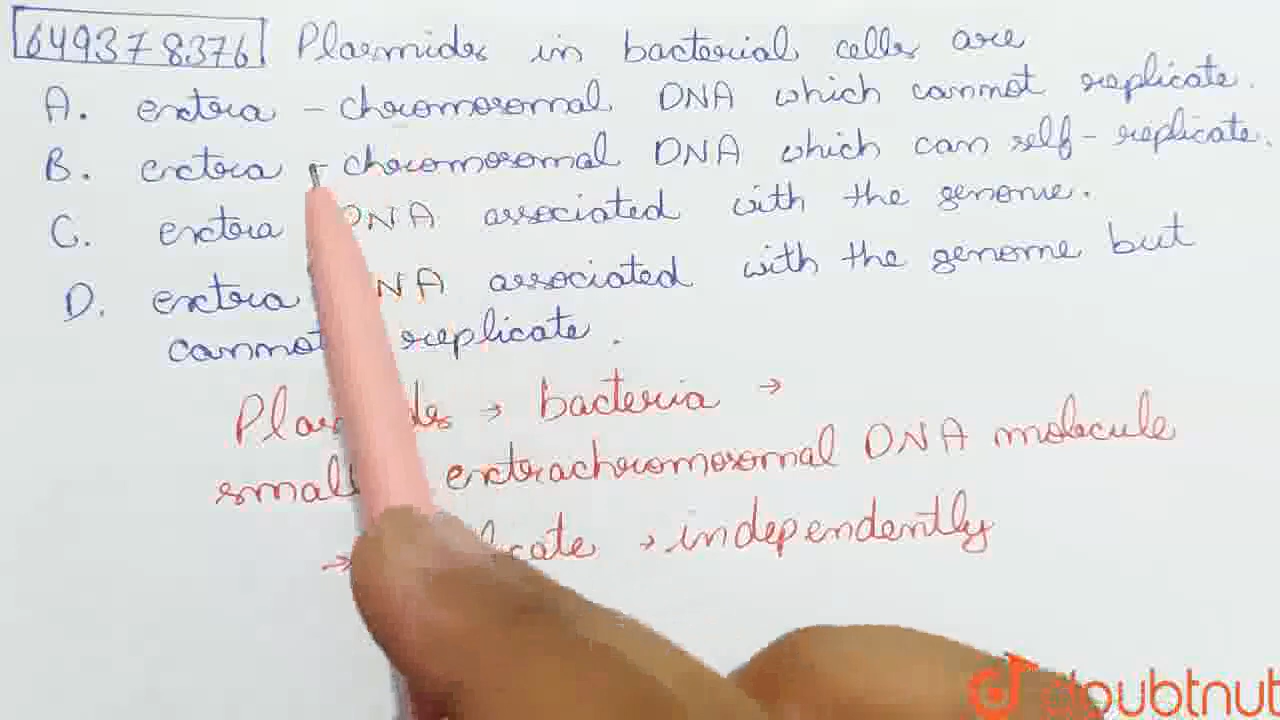 649378376 Plasmides in bacterial cells are
A. extra - chromosomal DNA which cannot replicate.
B. extra - chromosomal DNA which can self-replicate.
C. extra DNA associated with the genome.
D. extra DNA associated with the genome but
cannot replicate.
bacteria →
small extrachromosomal DNA molecule
→ independently
doubtnut